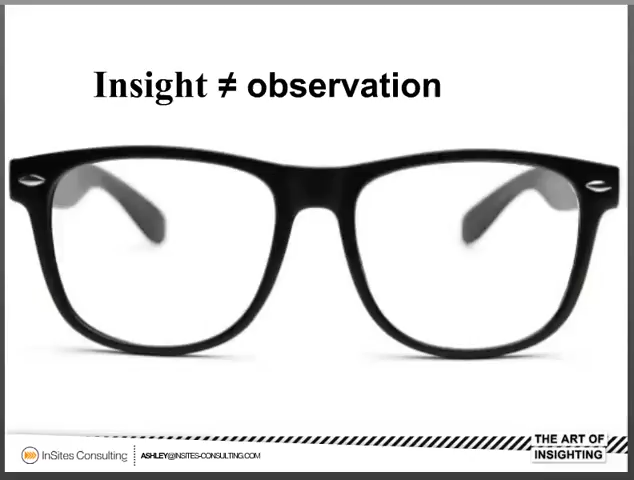 Insight ≠ observation
InSites Consulting
ASHLEY@INSITES-CONSULTING.COM
THE ART OF
INSIGHTING